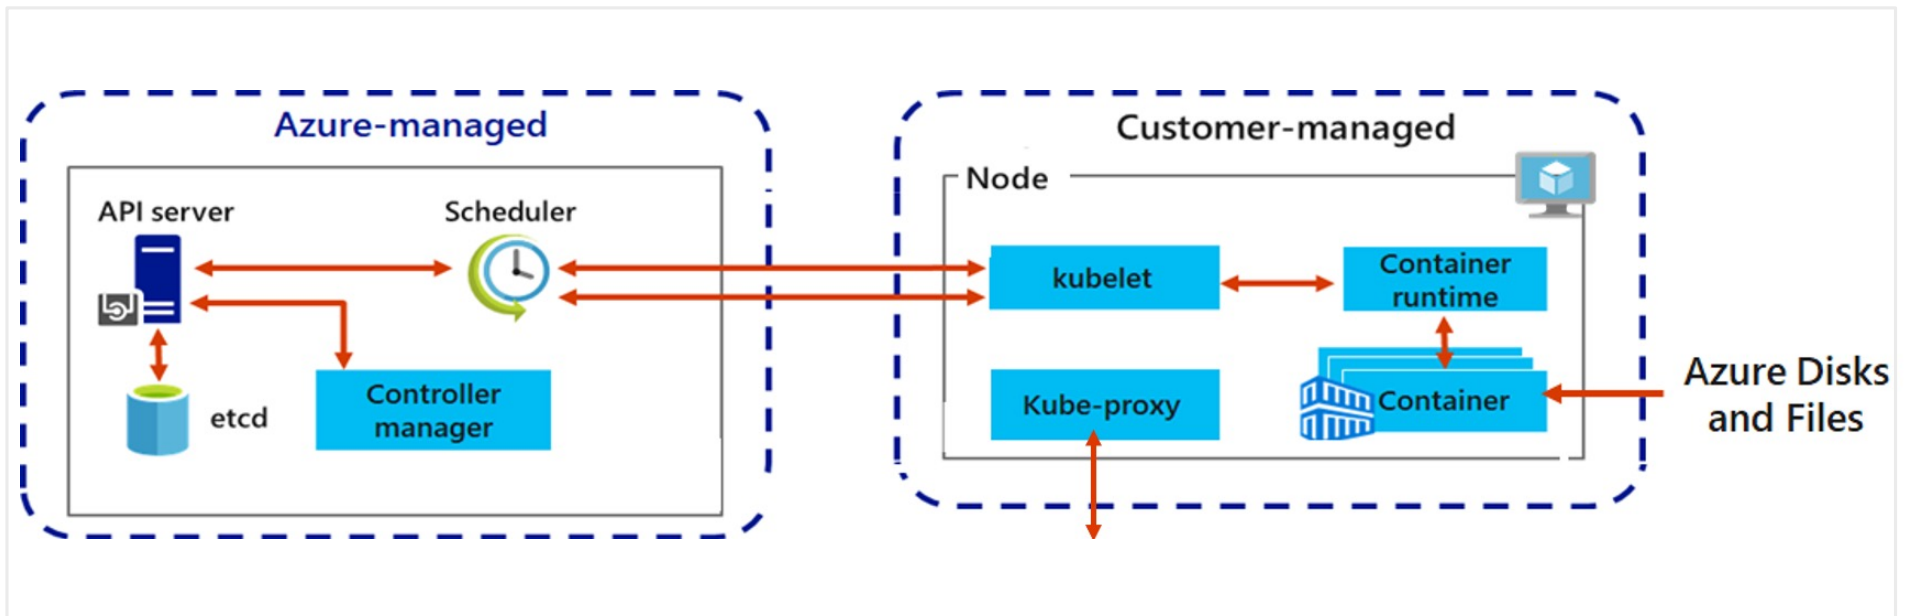 Azure-managed
API server
Scheduler
etcd
Controller
manager
Customer-managed
Node
kubelet
Container
runtime
Kube-proxy
Container
Azure Disks
and Files